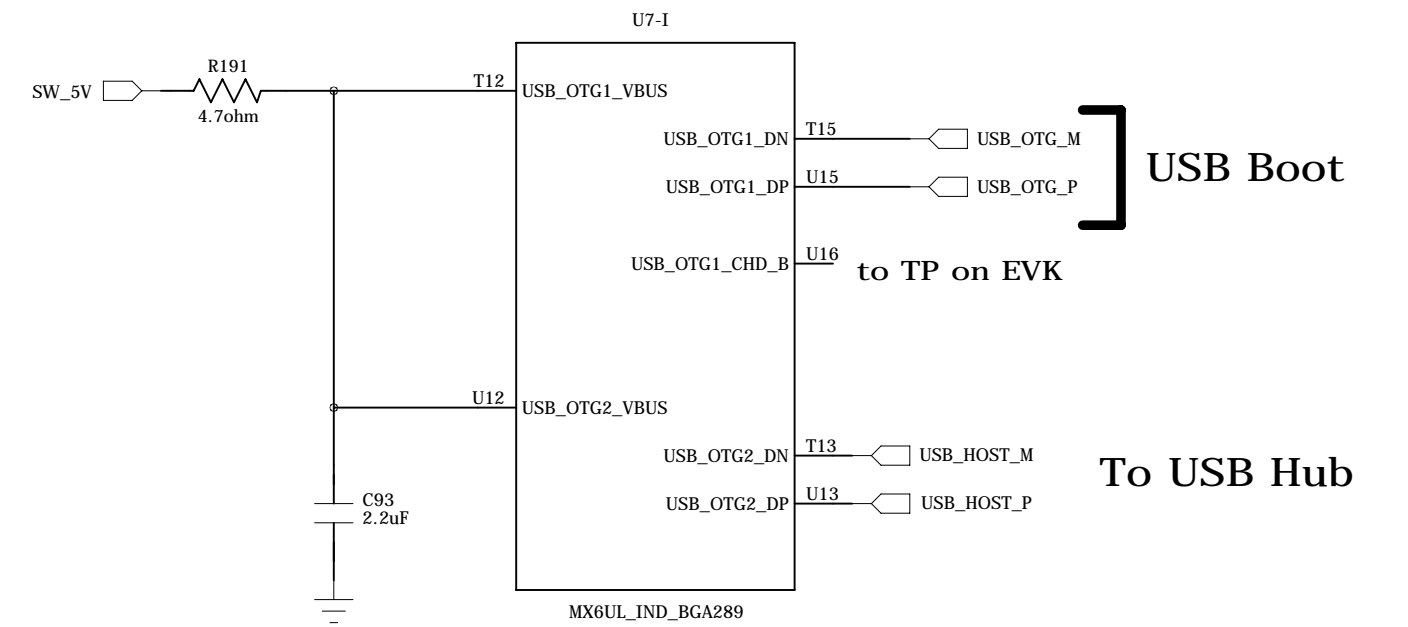 U7-I
R191
SW_5V
4.7ohm
T12
USB_OTG1_VBUS
USB_OTG1_DN
T15
USB_OTG_M
USB_OTG1_DP
U15
USB_OTG_P
USB Boot
USB_OTG1_CHD_B
U16
to TP on EVK
U12
USB_OTG2_VBUS
USB_OTG2_DN
T13
USB_HOST_M
USB_OTG2_DP
U13
USB_HOST_P
To USB Hub
C93
2.2uF
MX6UL_IND_BGA289